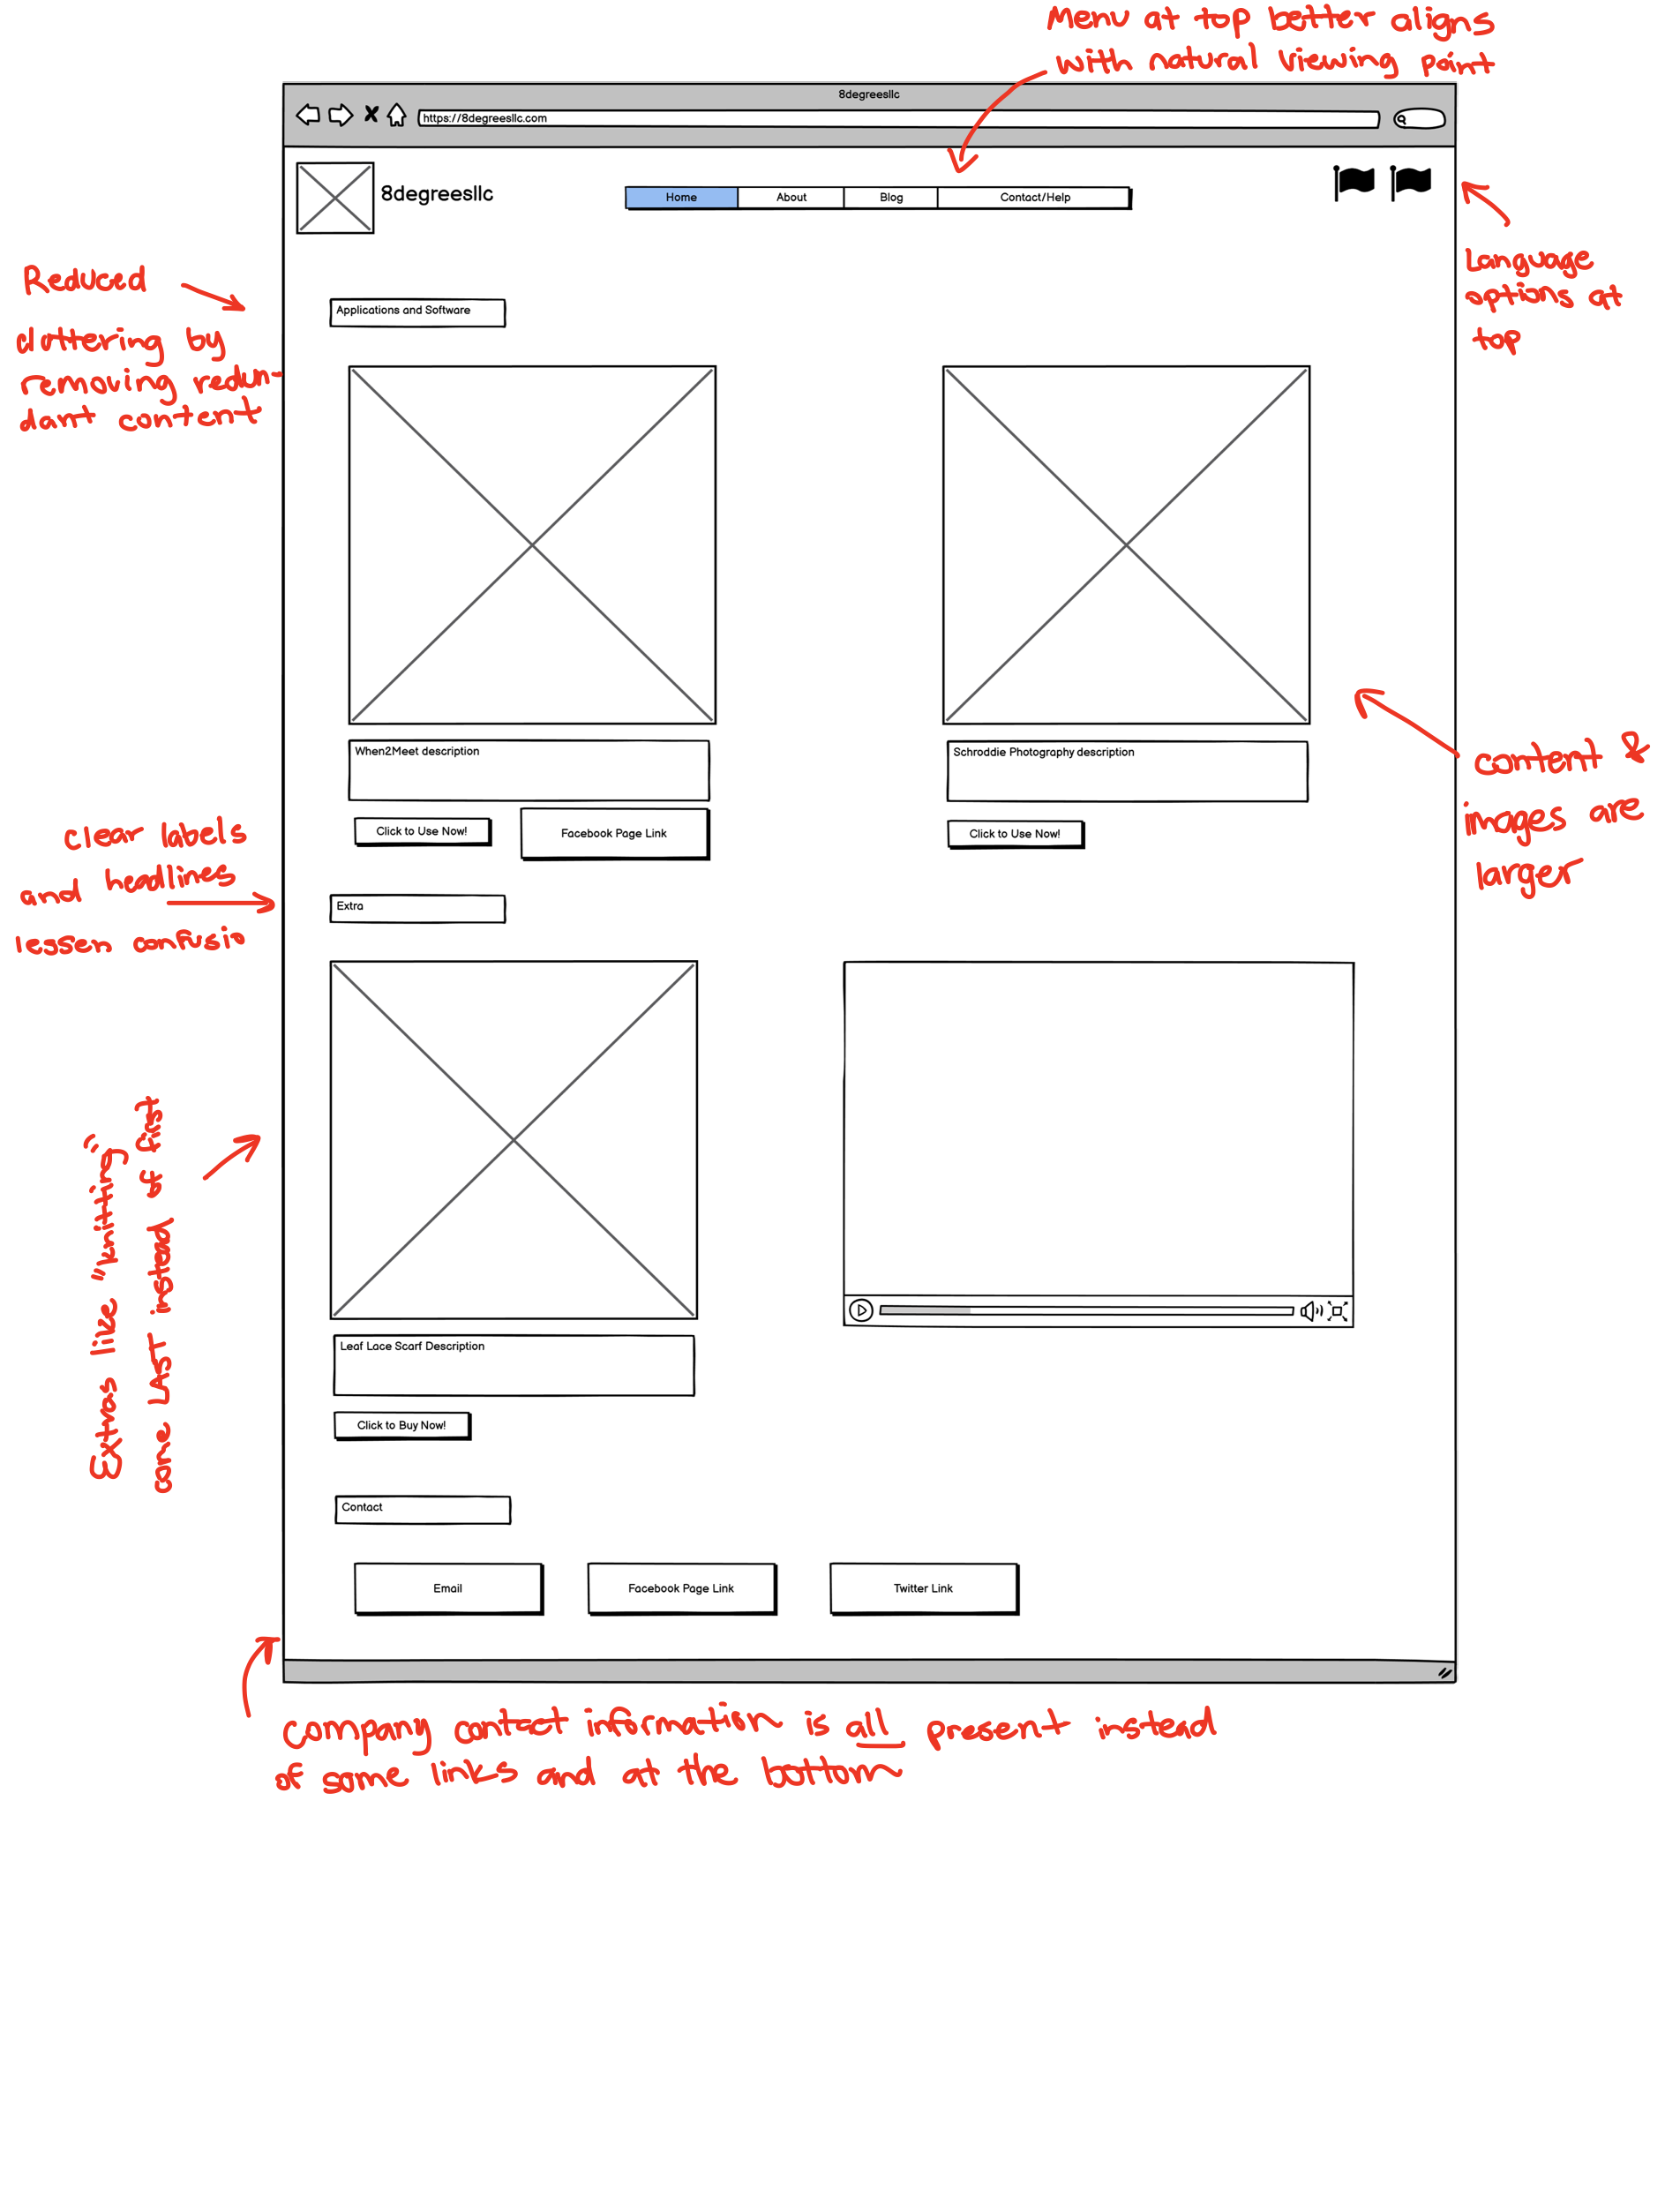 Menu at top better aligns
with natural viewing point
8degreesllc
https://8degreesllc.com
8degreesllc
Home
About
Blog
Contact/Help
Language
options at
top
Reduced
cluttering by
removing redun-
dant content
Applications and Software
When2Meet description
Schroddie Photography description
Click to Use Now!
Facebook Page Link
Click to Use Now!
content &
images are
larger
clear labels
and headlines
lessen confusio
Extra
Extras like "knitting"
come LAST instead of first
Leaf Lace Scarf Description
Click to Buy Now!
Contact
Email
Facebook Page Link
Twitter Link
Company contact information is all present instead
of some links and at the bottom